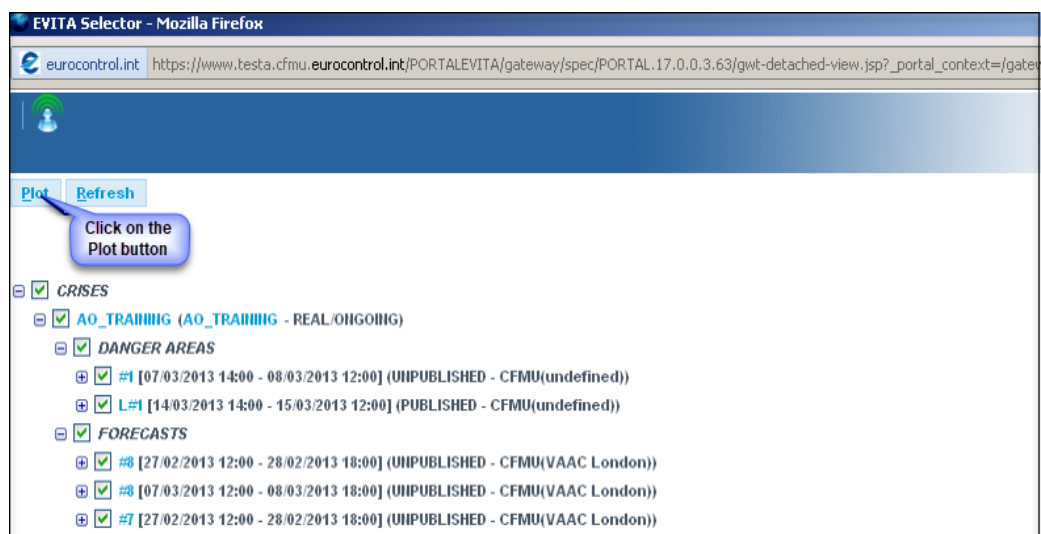 EVITA Selector - Mozilla Firefox
eurocontrol.int https://www.testa.cfmu.eurocontrol.int/PORTALEVITA/gateway/spec/PORTAL.17.0.0.3.63/gwt-detached-view.jsp?_portal_context=/gatew
Plot Refresh
Click on the
Plot button
CRISES
AO_TRAINING (AO_TRAINING - REAL/ONGOING)
DANGER AREAS
#1 [07/03/2013 14:00 - 08/03/2013 12:00] (UNPUBLISHED - CFMU(undefined))
L#1 [14/03/2013 14:00 - 15/03/2013 12:00] (PUBLISHED - CFMU(undefined))
FORECASTS
#8 [27/02/2013 12:00 - 28/02/2013 18:00] (UNPUBLISHED - CFMU(VAAC London))
#8 [07/03/2013 12:00 - 08/03/2013 18:00] (UNPUBLISHED - CFMU(VAAC London))
#7 [27/02/2013 12:00 - 28/02/2013 18:00] (UNPUBLISHED - CFMU(VAAC London))